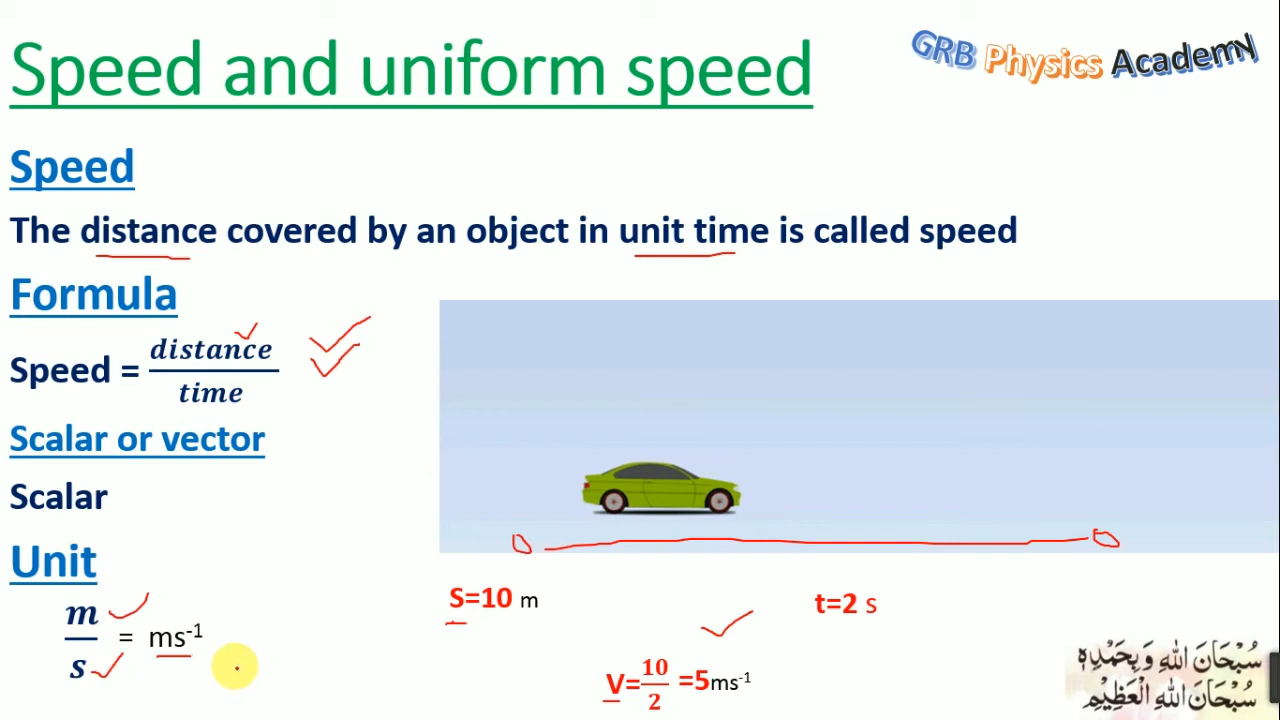 Speed and uniform speed
GRB Physics Academy
Speed
The distance covered by an object in unit time is called speed
Formula
Speed = distance/time
Scalar or vector
Scalar
Unit
m/s = ms⁻¹
S=10 m
t=2 s
V=10/2 =5ms⁻¹
سُبْحَانَ اللهِ وَ بِحَمْدِهٖ
سُبْحَانَ اللهِ الْعَظِيْمِ